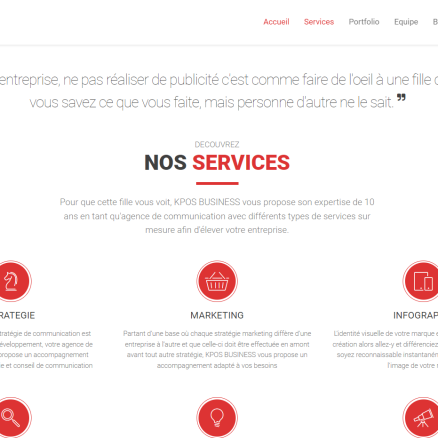 Accueil Services Portfolio Equipe B
entreprise, ne pas réaliser de publicité c'est comme faire de l'oeil à une fille
vous savez ce que vous faite, mais personne d'autre ne le sait. ❞
DECOUVREZ
NOS SERVICES
Pour que cette fille vous voit, KPOS BUSINESS vous propose son expertise de 10
ans en tant qu'agence de communication avec différents types de services sur
mesure afin d'élever votre entreprise.
RATEGIE MARKETING INFOGRAP
tratégie de communication est Partant d'une base où chaque stratégie marketing diffère d'une L'identité visuelle de votre marque
développement, votre agence de entreprise à l'autre et que celle-ci doit être effectuée en amont création alors allez-y et différenciez
propose un accompagnement avant tout autre stratégie, KPOS BUSINESS vous propose un soyez reconnaissable instantané
e et conseil de communication accompagnement adapté à vos besoins l'image de votre